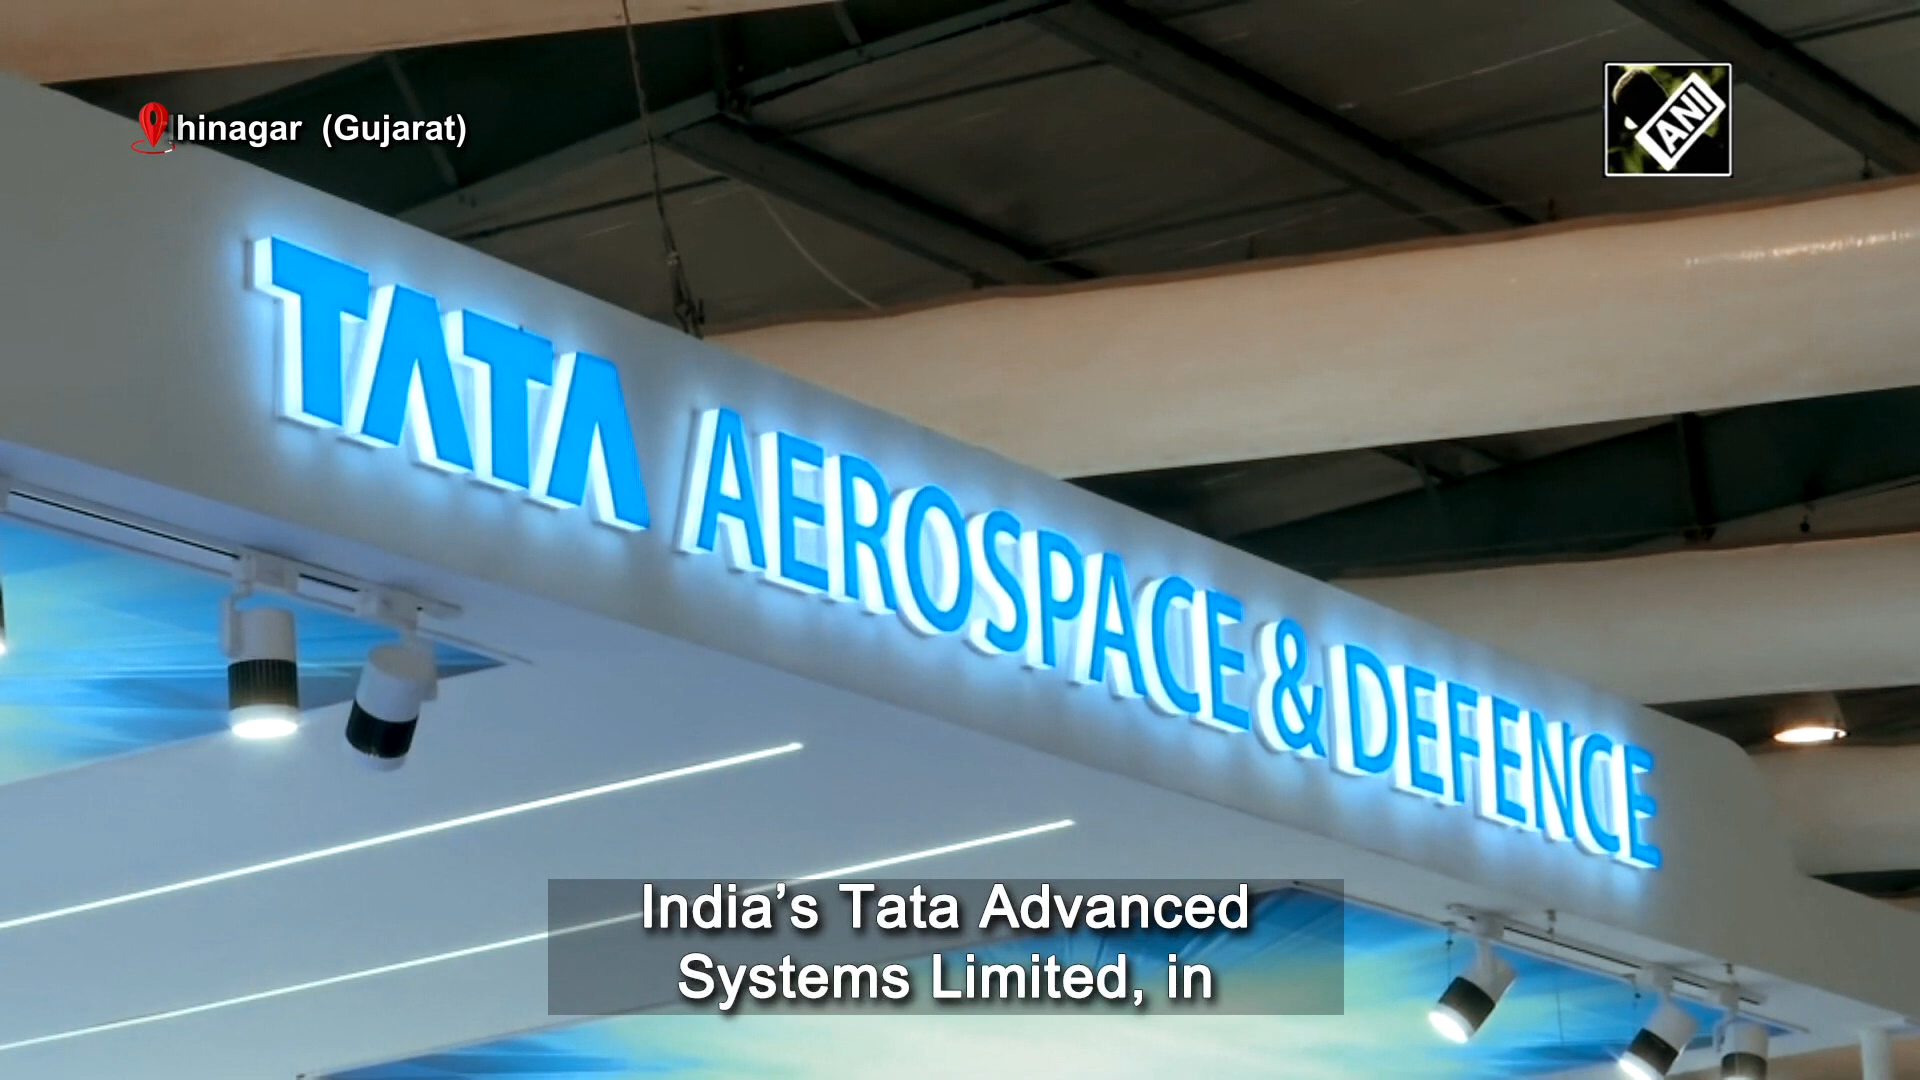 hinagar (Gujarat)
ANI
TATA AEROSPACE & DEFENCE
India's Tata Advanced
Systems Limited, in